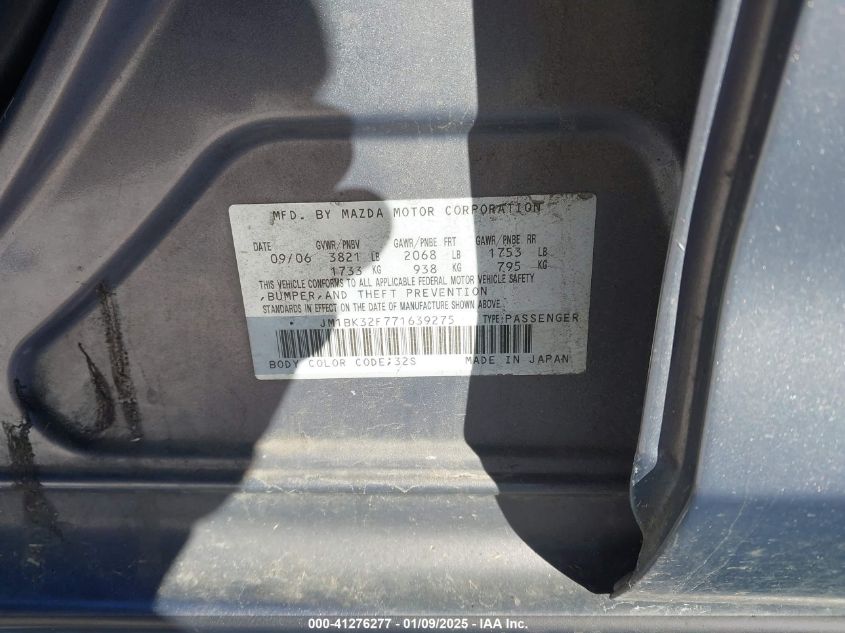 MFD. BY MAZDA MOTOR CORPORATION
DATE GVWR/PNBV GAWR/PNBE FRT GAWR/PNBE RR
09/06 3821 LB 2068 LB 1753 LB
1733 KG 938 KG 795 KG
THIS VEHICLE CONFORMS TO ALL APPLICABLE FEDERAL MOTOR VEHICLE SAFETY
,BUMPER,AND THEFT PREVENTION
STANDARDS IN EFFECT ON THE DATE OF MANUFACTURE SHOWN ABOVE.
JM1BK32F771639275 TYPE:PASSENGER
BODY COLOR CODE:32S MADE IN JAPAN
000-41276277 - 01/09/2025 - IAA Inc.